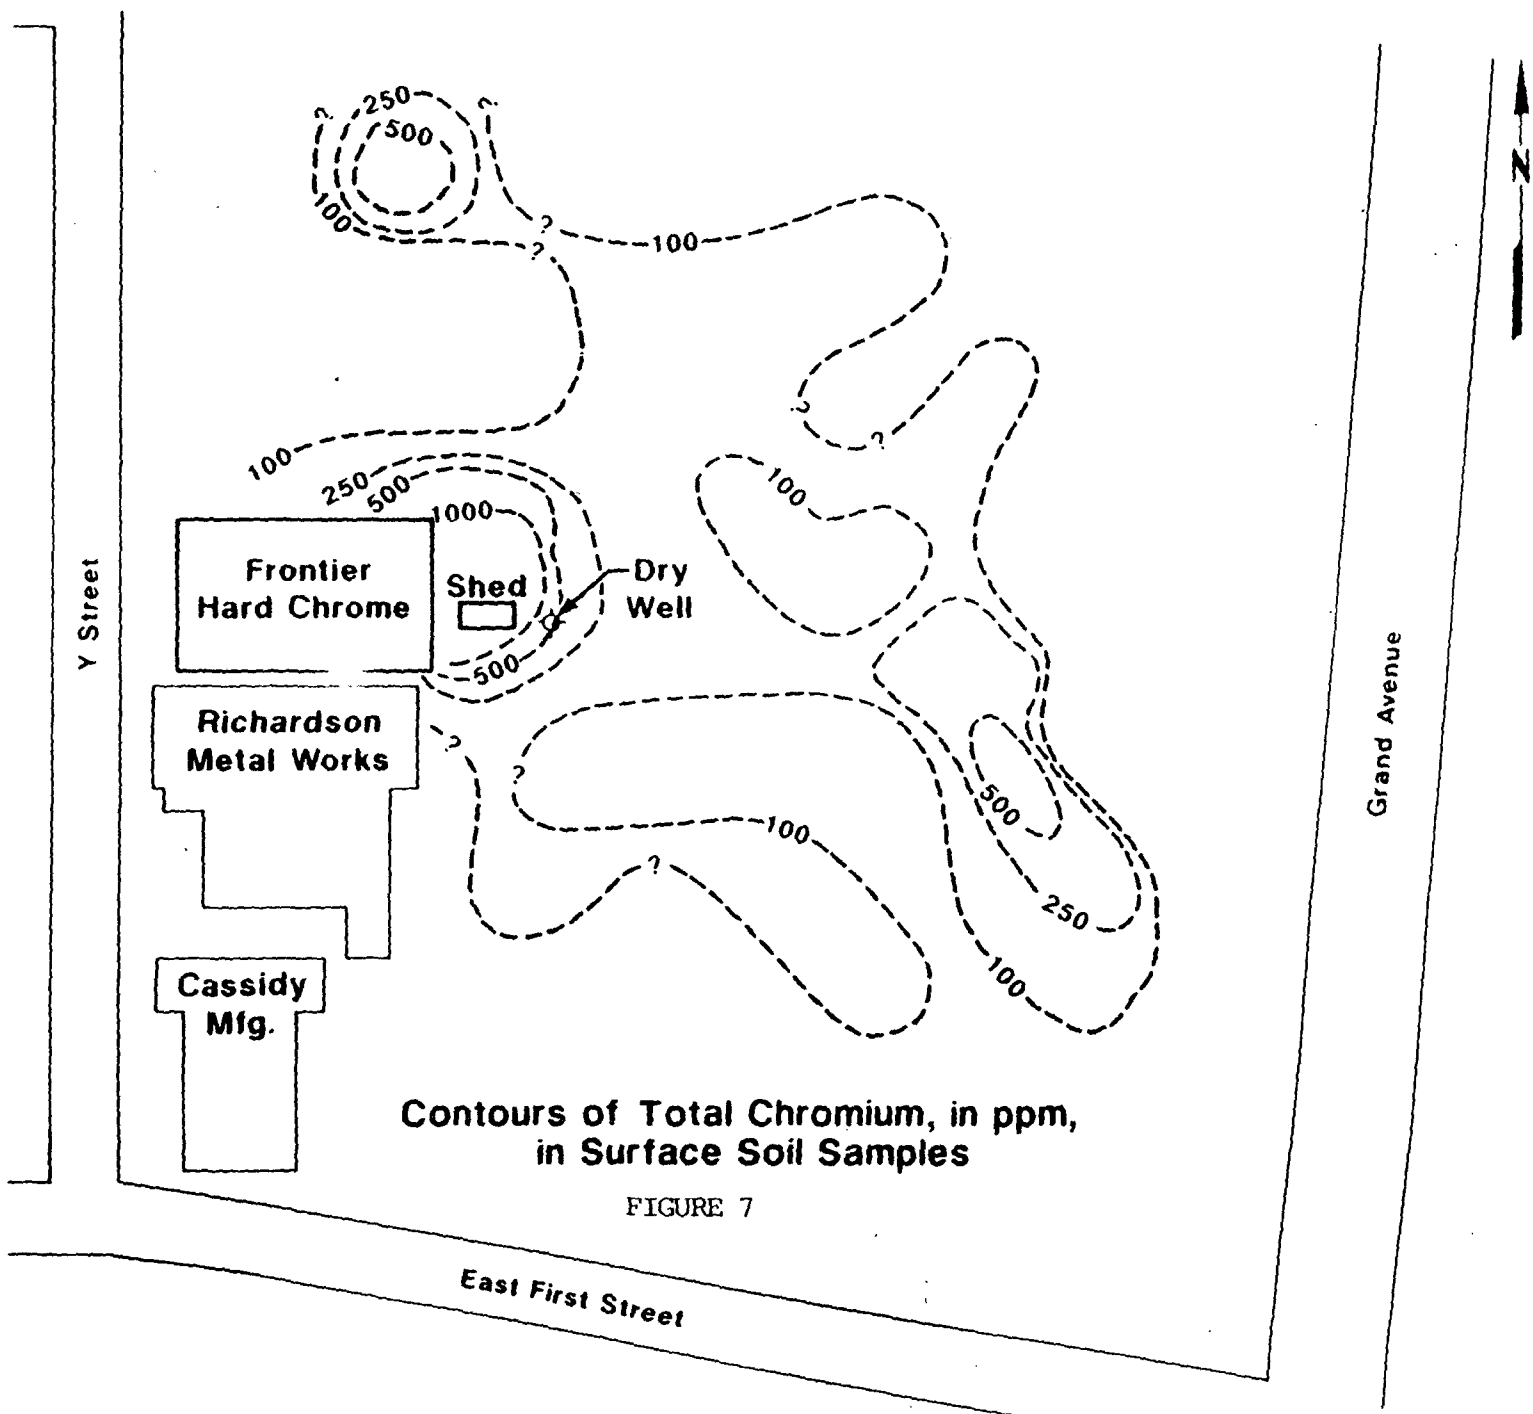 ?
250
?
500
N
100
?
100
?
?
?
100
250
500
100
1000
Frontier
Hard Chrome
Shed
Dry
Well
Y Street
500
Grand Avenue
Richardson
Metal Works
?
?
500
100
?
250
100
Cassidy
Mfg.
Contours of Total Chromium, in ppm,
in Surface Soil Samples
FIGURE 7
East First Street